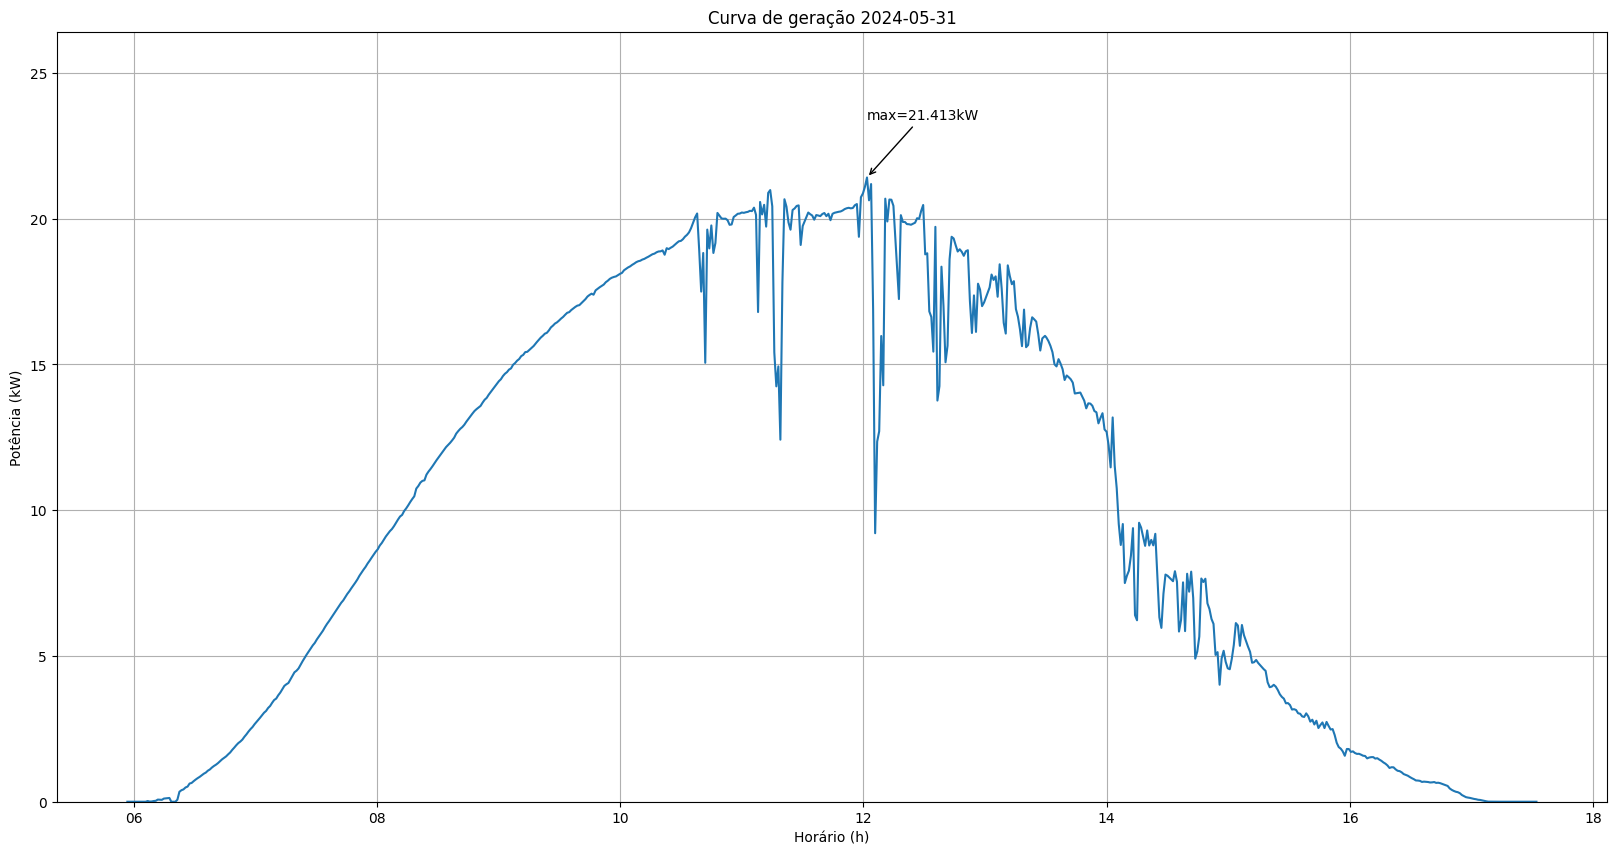 Curva de geração 2024-05-31
25
max=21.413kW
20
15
Potência (kW)
10
5
0
06 08 10 12 14 16 18
Horário (h)